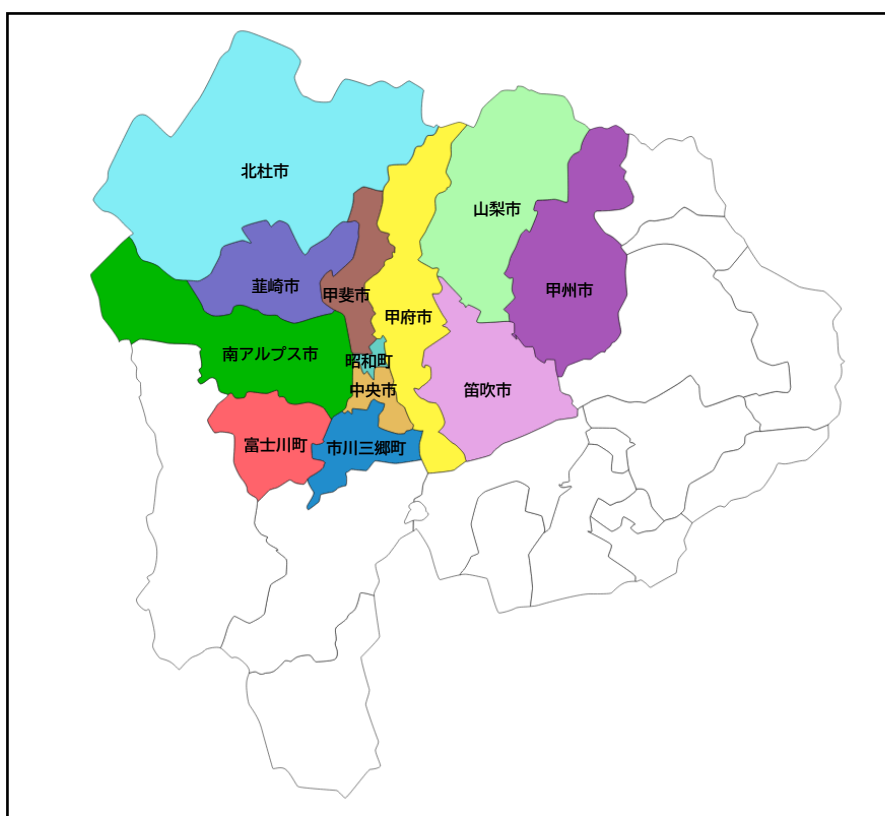 北杜市
山梨市
韮崎市
甲斐市
甲州市
甲府市
南アルプス市
昭和町
中央市
笛吹市
富士川町
市川三郷町